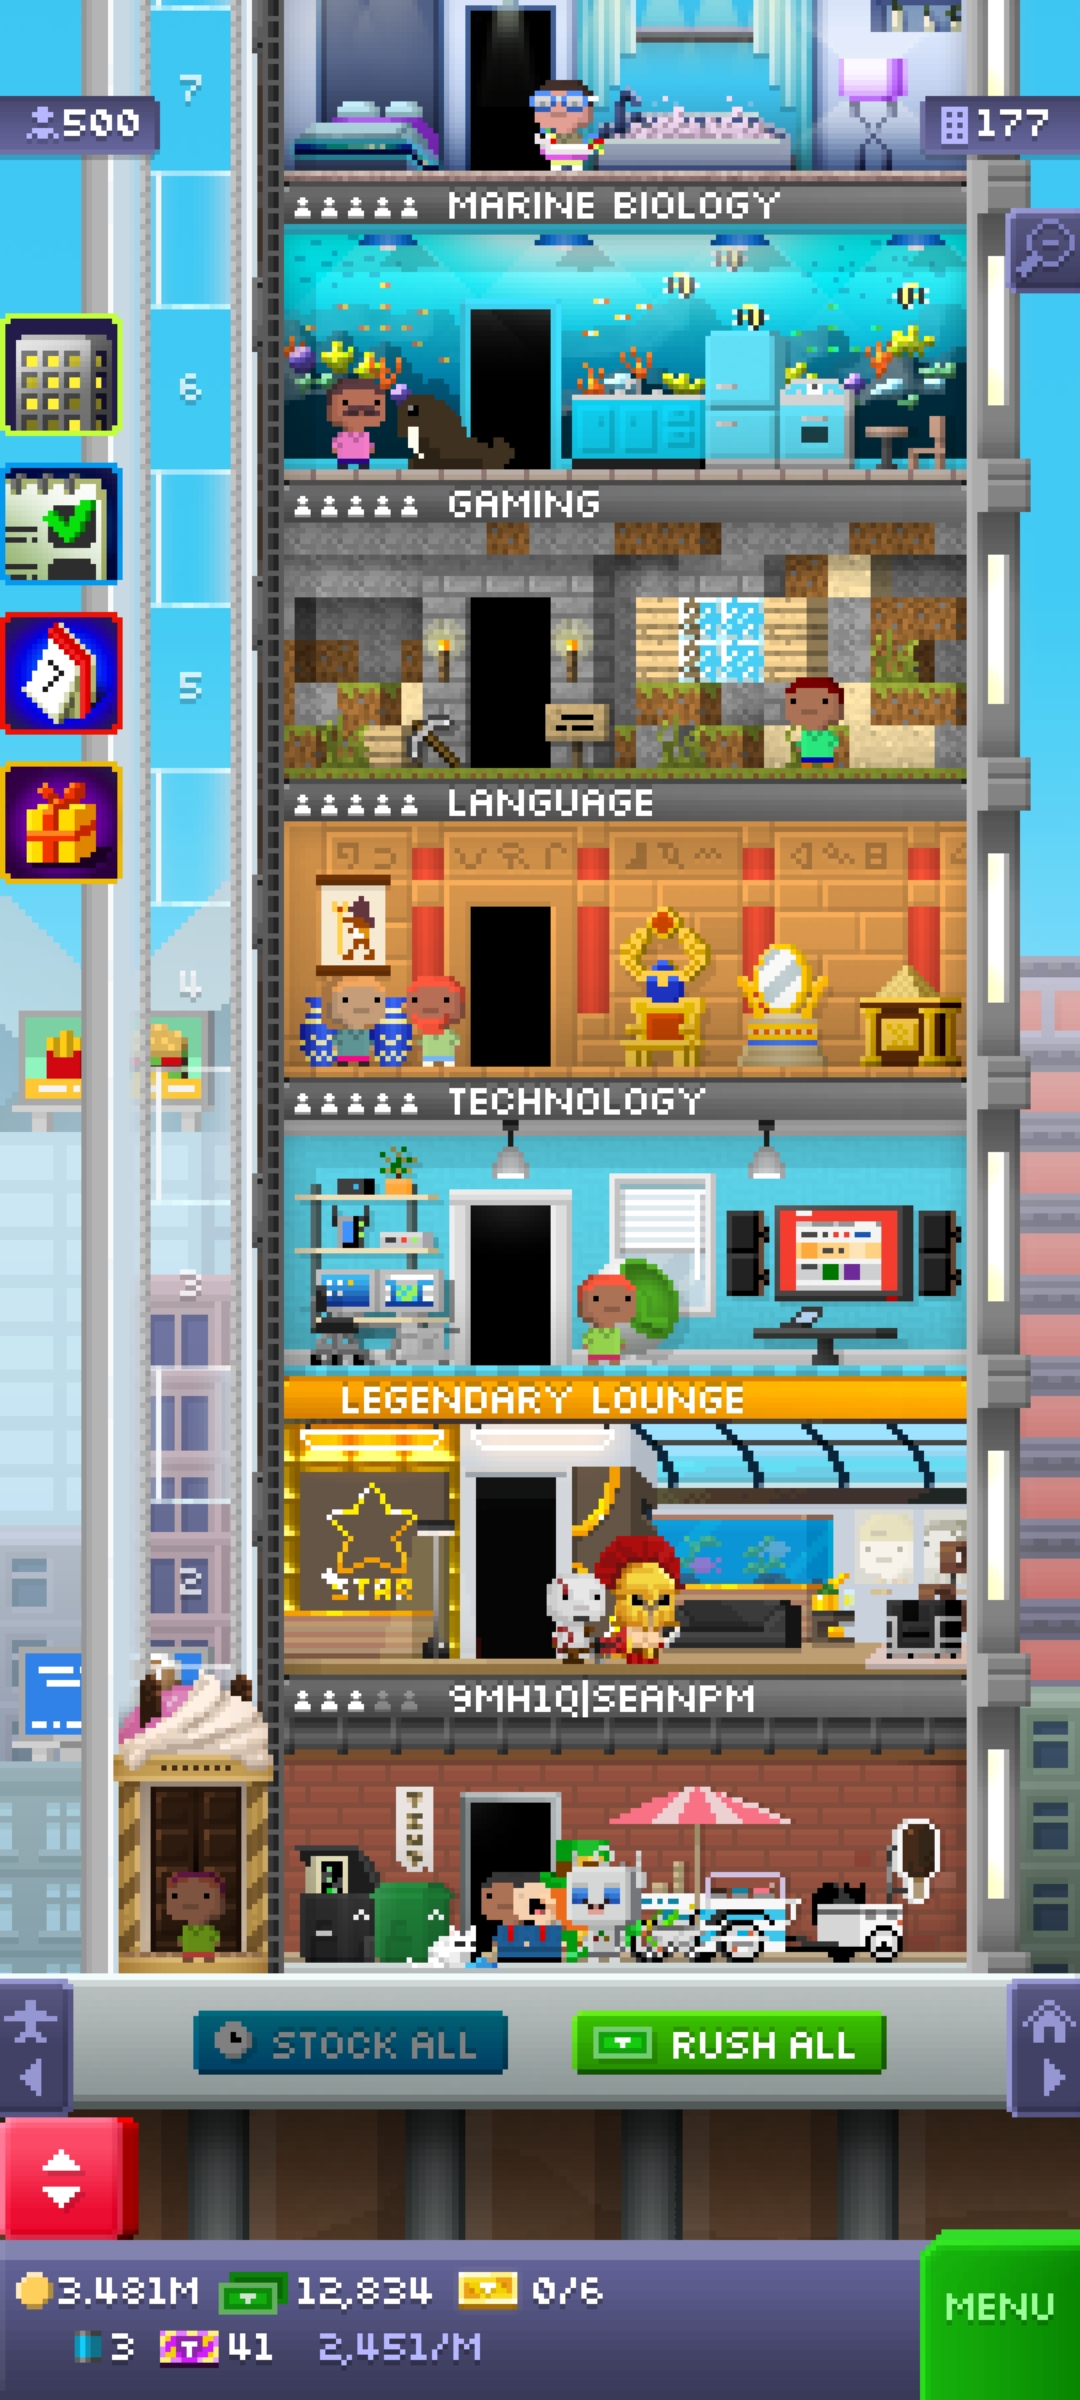 7
500
177
MARINE BIOLOGY
6
GAMING
5
LANGUAGE
4
TECHNOLOGY
3
LEGENDARY LOUNGE
STAR
2
9MH1Q|SEANPM
STOCK ALL
RUSH ALL
3.481M
12,834
0/6
MENU
3
41
2,451/M